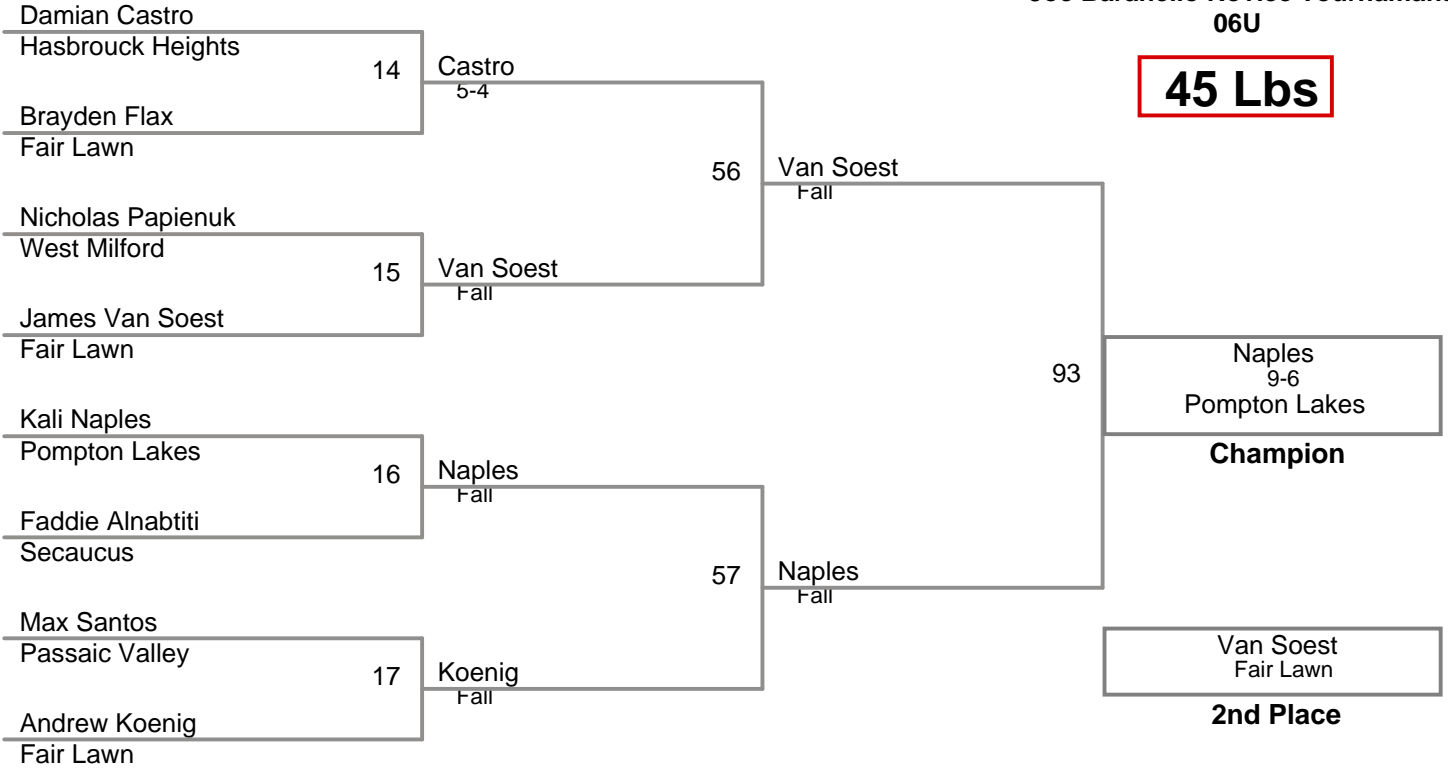 06U
45 Lbs
Damian Castro
Hasbrouck Heights
14
Castro
5-4
Brayden Flax
Fair Lawn
56
Van Soest
Fall
Nicholas Papienuk
West Milford
15
Van Soest
Fall
James Van Soest
Fair Lawn
93
Naples
9-6
Pompton Lakes
Champion
Kali Naples
Pompton Lakes
16
Naples
Fall
Faddie Alnabtiti
Secaucus
57
Naples
Fall
Max Santos
Passaic Valley
17
Koenig
Fall
Andrew Koenig
Fair Lawn
Van Soest
Fair Lawn
2nd Place